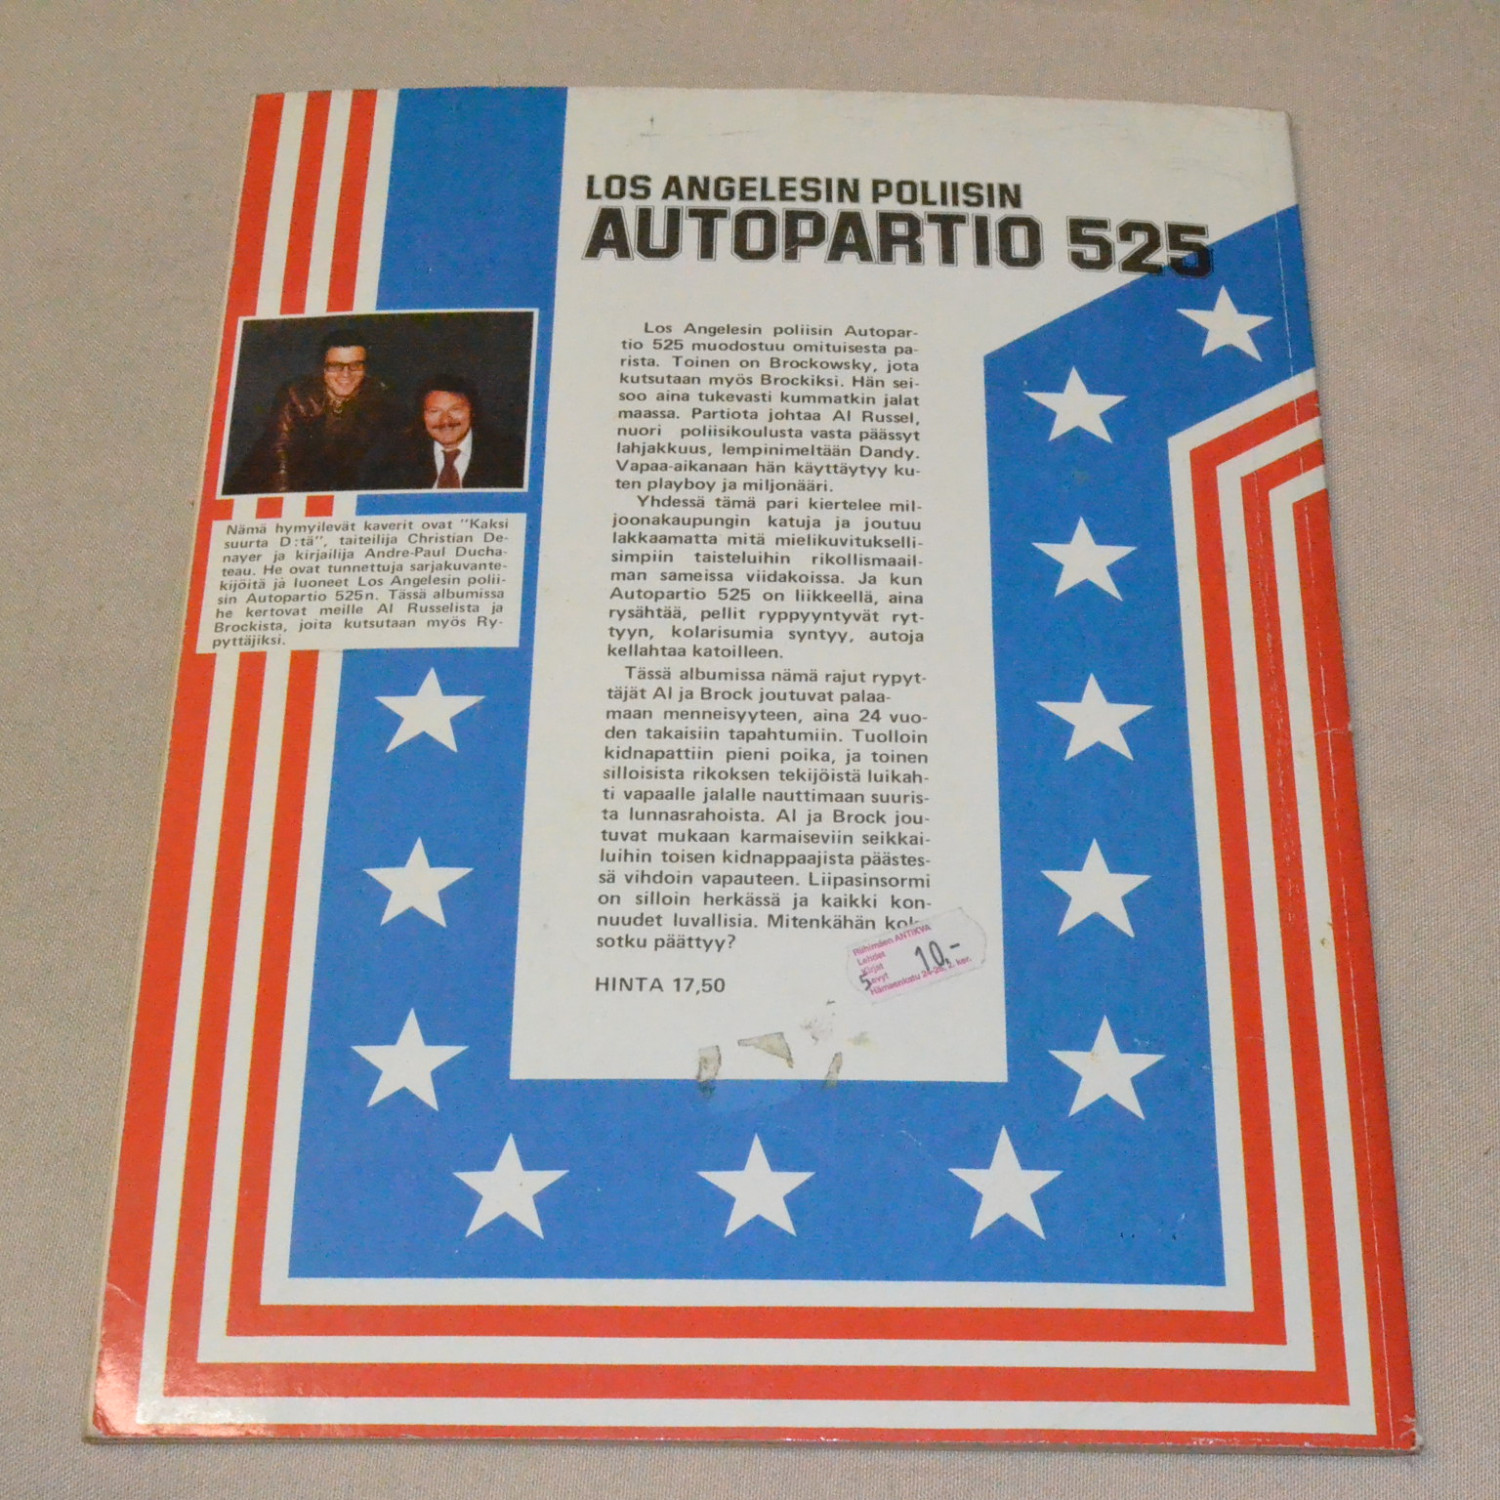 LOS ANGELESIN POLIISIN
AUTOPARTIO 525
Los Angelesin poliisin Autopar-
tio 525 muodostuu omituisesta pa-
rista. Toinen on Brockowsky, jota
kutsutaan myös Brockiksi. Hän sei-
soo aina tukevasti kummatkin jalat
maassa. Partiota johtaa Al Russel,
nuori poliisikoulusta vasta päässyt
lahjakkuus, lempinimeltään Dandy.
Vapaa-aikanaan hän käyttäytyy ku-
ten playboy ja miljonääri.
Yhdessä tämä pari kiertelee mil-
joonakaupungin katuja ja joutuu
lakkaamatta mitä mielikuvitukselli-
simpiin taisteluihin rikollismaail-
man sameissa viidakoissa. Ja kun
Autopartio 525 on liikkeellä, aina
rysähtää, pellit ryppyyntyvät ryt-
tyyn, kolarisumia syntyy, autoja
kellahtaa katoilleen.
Tässä albumissa nämä rajut rypyt-
täjät Al ja Brock joutuvat palaa-
maan menneisyyteen, aina 24 vuo-
den takaisiin tapahtumiin. Tuolloin
kidnapattiin pieni poika, ja toinen
silloisista rikoksen tekijöistä luikah-
ti vapaalle jalalle nauttimaan suuris-
ta lunnasrahoista. Al ja Brock jou-
tuvat mukaan karmaiseviin seikkai-
luihin toisen kidnappaajista päästes-
sä vihdoin vapauteen. Liipasinsormi
on silloin herkässä ja kaikki kon-
nuudet luvallisia. Mitenkähän
sotku päättyy?
HINTA 17,50
Nämä hymyilevät kaverit ovat "Kaksi
suurta D:tä", taiteilija Christian De-
nayer ja kirjailija Andre-Paul Ducha-
teau. He ovat tunnettuja sarjakuvante-
kijöitä ja luoneet Los Angelesin polii-
sin Autopartio 525n. Tässä albumissa
he kertovat meille Al Russelista ja
Brockista, joita kutsutaan myös Ry-
pyttäjiksi.
ANTIKVA
Lehdet
10,-